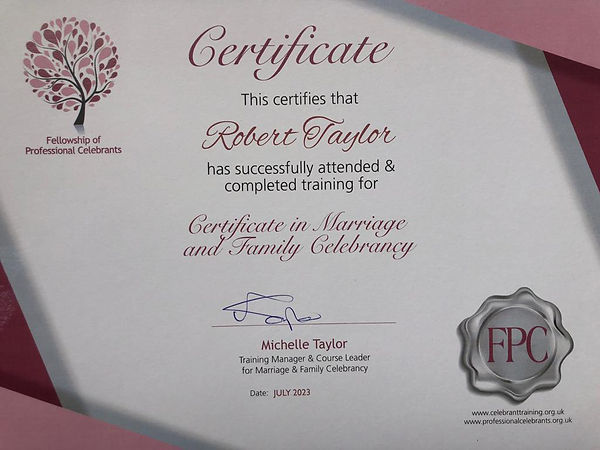 Certificate
Fellowship of
Professional Celebrants
This certifies that
Robert Taylor
has successfully attended &
completed training for
Certificate in Marriage
and Family Celebrancy
Michelle Taylor
Training Manager & Course Leader
for Marriage & Family Celebrancy
Date: JULY 2023
FPC
www.celebranttraining.org.uk
www.professionalcelebrants.org.uk